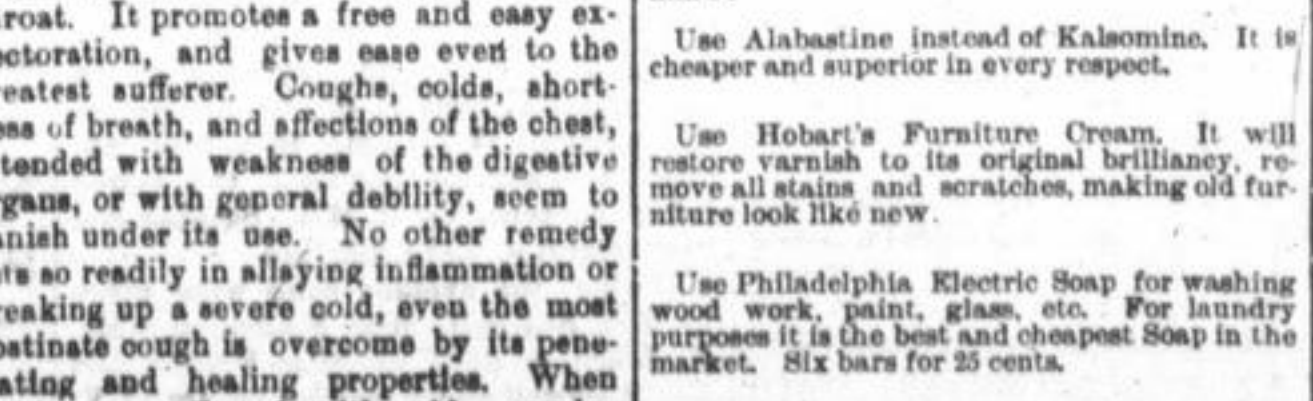 roat. It promotes a free and easy ex-
ectoration, and gives ease even to the
eatest sufferer. Coughs, colds, short-
ess of breath, and affections of the chest,
tended with weakness of the digestive
gans, or with general debility, seem to
anish under its use. No other remedy
ts so readily in allaying inflammation or
reaking up a severe cold, even the most
bstinate cough is overcome by its pene-
ating and healing properties. When
Use Alabastine instead of Kalsomine. It is
cheaper and superior in every respect.
Use Hobart's Furniture Cream. It will
restore varnish to its original brilliancy, re-
move all stains and scratches, making old fur-
niture look like new.
Use Philadelphia Electric Soap for washing
wood work, paint, glass, etc. For laundry
purposes it is the best and cheapest Soap in the
market. Six bars for 25 cents.